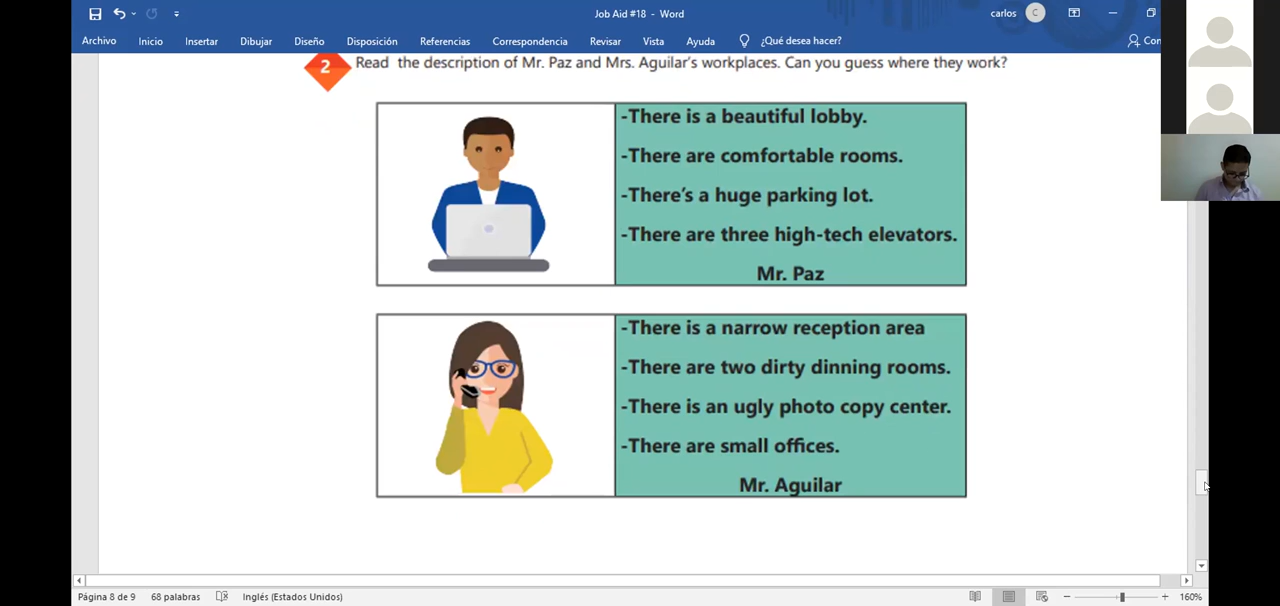 Job Aid #18 - Word
carlos
C
Archivo Inicio Insertar Dibujar Diseño Disposición Referencias Correspondencia Revisar Vista Ayuda ¿Qué desea hacer? Con
2 Read the description of Mr. Paz and Mrs. Aguilar's workplaces. Can you guess where they work?
-There is a beautiful lobby.
-There are comfortable rooms.
-There's a huge parking lot.
-There are three high-tech elevators.
Mr. Paz
-There is a narrow reception area
-There are two dirty dinning rooms.
-There is an ugly photo copy center.
-There are small offices.
Mr. Aguilar
Página 8 de 9 68 palabras Inglés (Estados Unidos) 160%